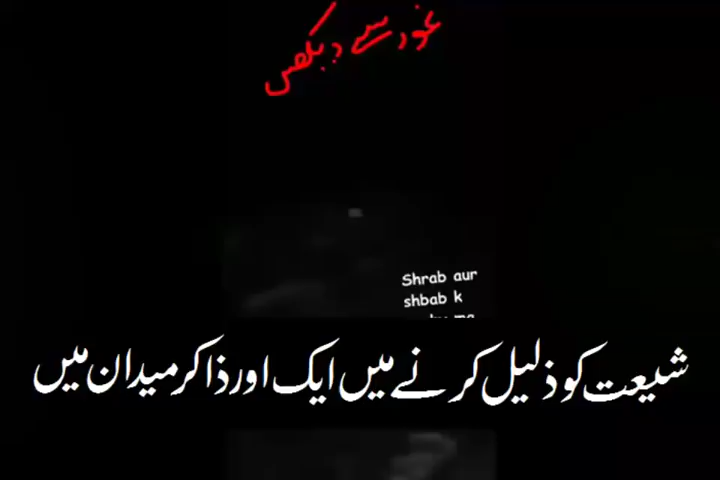 غور سے دیکھیں
Shrab aur
shbab k
شیعت کو ذلیل کرنے میں ایک اور ذاکر میدان میں